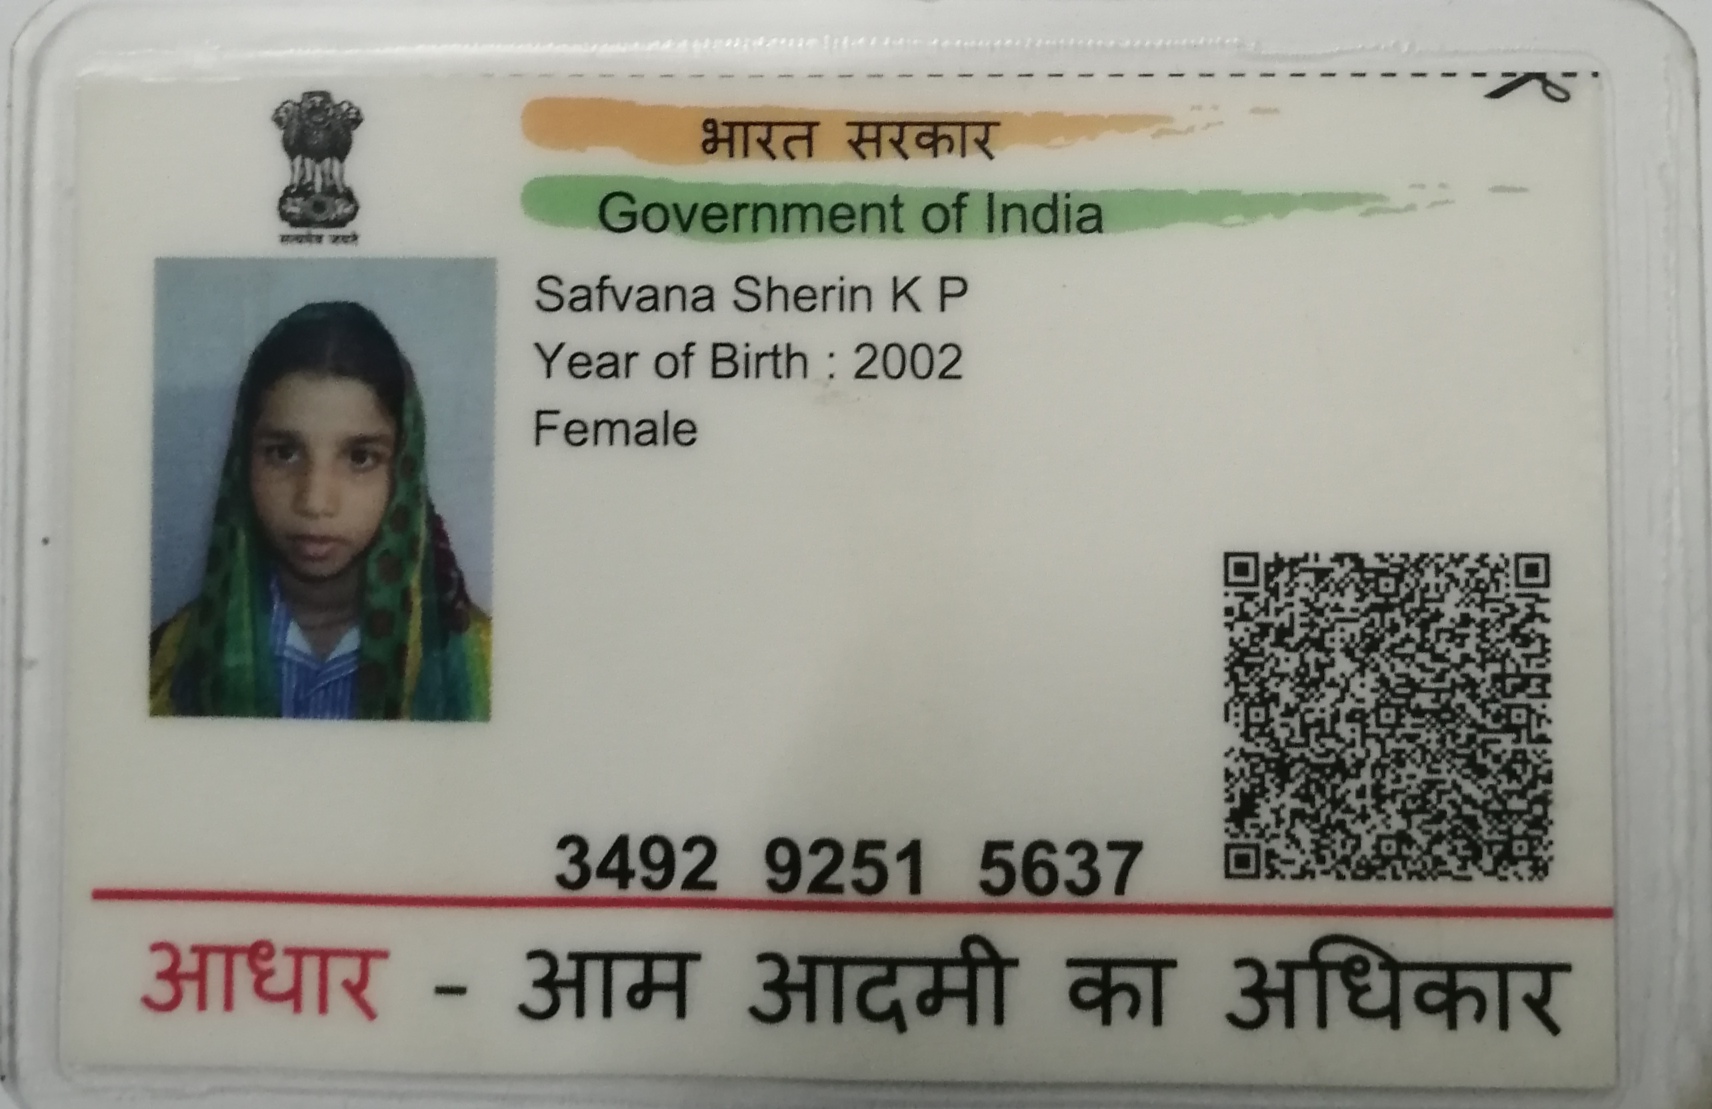 भारत सरकार
Government of India
सत्यमेव जयते
Safvana Sherin K P
Year of Birth : 2002
Female
3492 9251 5637
आधार - आम आदमी का अधिकार